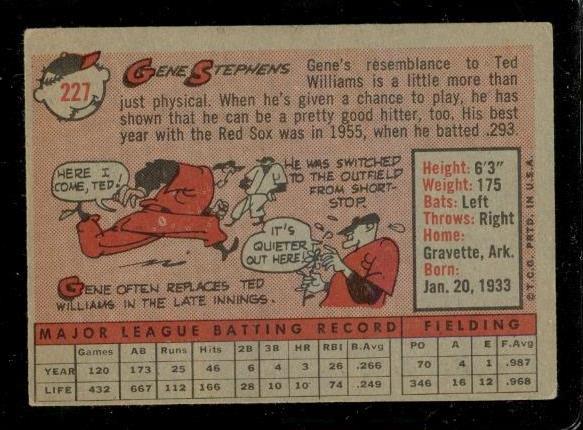 227
GENE STEPHENS
Gene's resemblance to Ted
Williams is a little more than
just physical. When he's given a chance to play, he has
shown that he can be a pretty good hitter, too. His best
year with the Red Sox was in 1955, when he batted .293.
HERE I
COME, TED!
HE WAS SWITCHED
TO THE OUTFIELD
FROM SHORT-
STOP.
IT'S
QUIETER
OUT HERE!
GENE OFTEN REPLACES TED
WILLIAMS IN THE LATE INNINGS.
Height: 6'3"
Weight: 175
Bats: Left
Throws: Right
Home:
Gravette, Ark.
Born:
Jan. 20, 1933
© T.C.G. PRTD. IN U.S.A.
MAJOR LEAGUE BATTING RECORD FIELDING
Games AB Runs Hits 2B 3B HR RBI B.Avg PO A E F.Avg
YEAR 120 173 25 46 6 4 3 26 .266 70 4 1 .987
LIFE 432 667 112 166 28 10 10 74 .249 346 16 12 .968